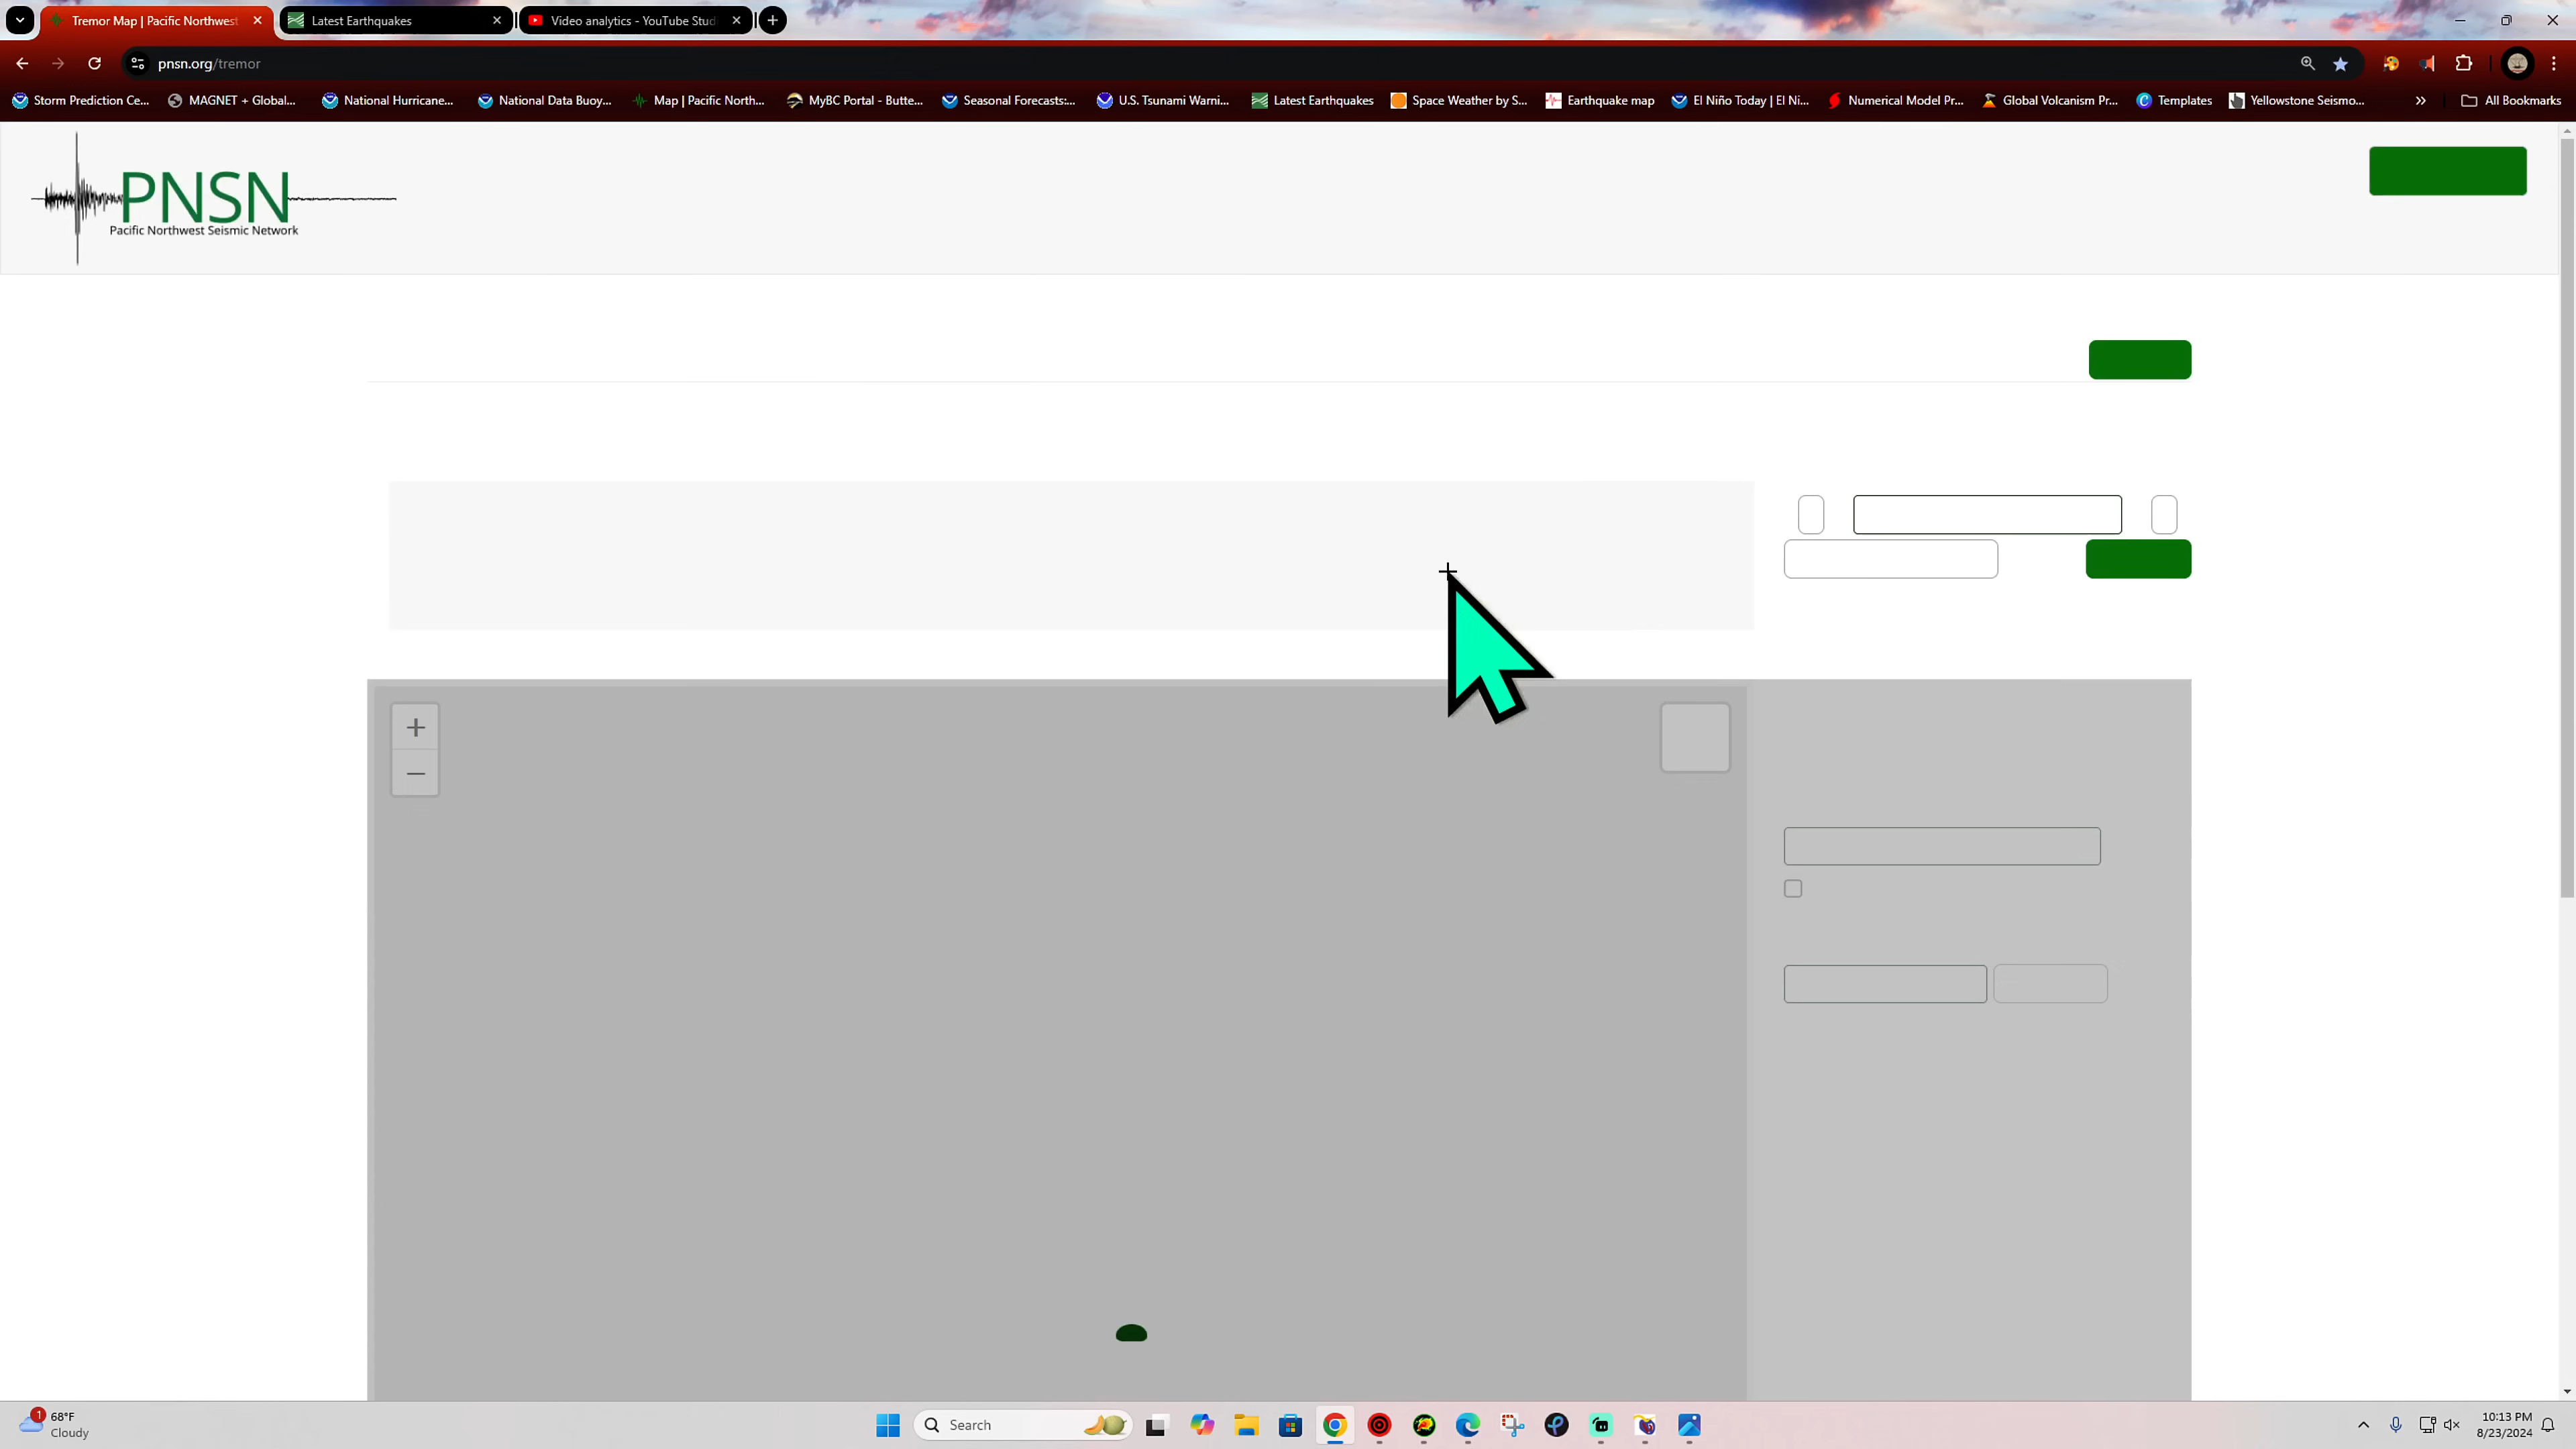 Tremor Map | Pacific Northwest
Latest Earthquakes
Video analytics - YouTube Stud
pnsn.org/tremor
Storm Prediction Ce...
MAGNET + Global...
National Hurricane...
National Data Buoy...
Map | Pacific North...
MyBC Portal - Butte...
Seasonal Forecasts:...
U.S. Tsunami Warni...
Latest Earthquakes
Space Weather by S...
Earthquake map
El Niño Today | El Ni...
Numerical Model Pr...
Global Volcanism Pr...
Templates
Yellowstone Seismo...
All Bookmarks
PNSN
Pacific Northwest Seismic Network
+
−
1
68°F
Cloudy
Search
10:13 PM
8/23/2024